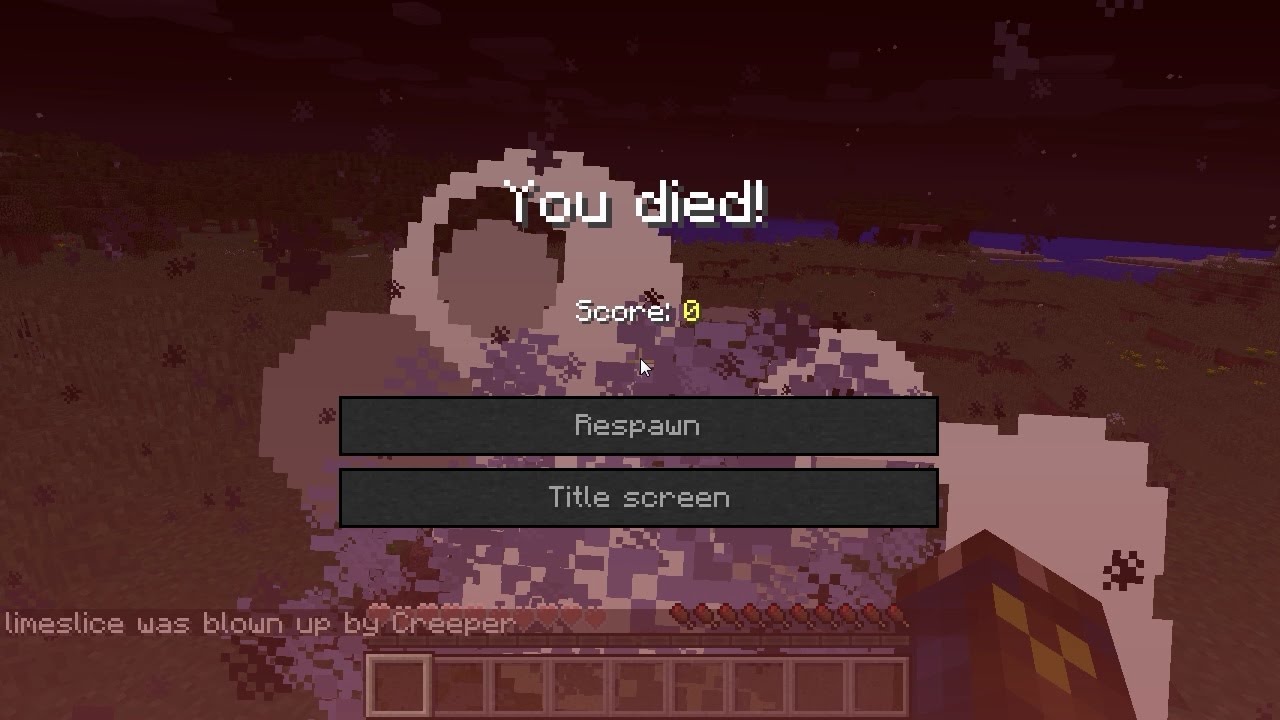 You died!
Score: 0
Respawn
Title screen
limeslice was blown up by Creeper